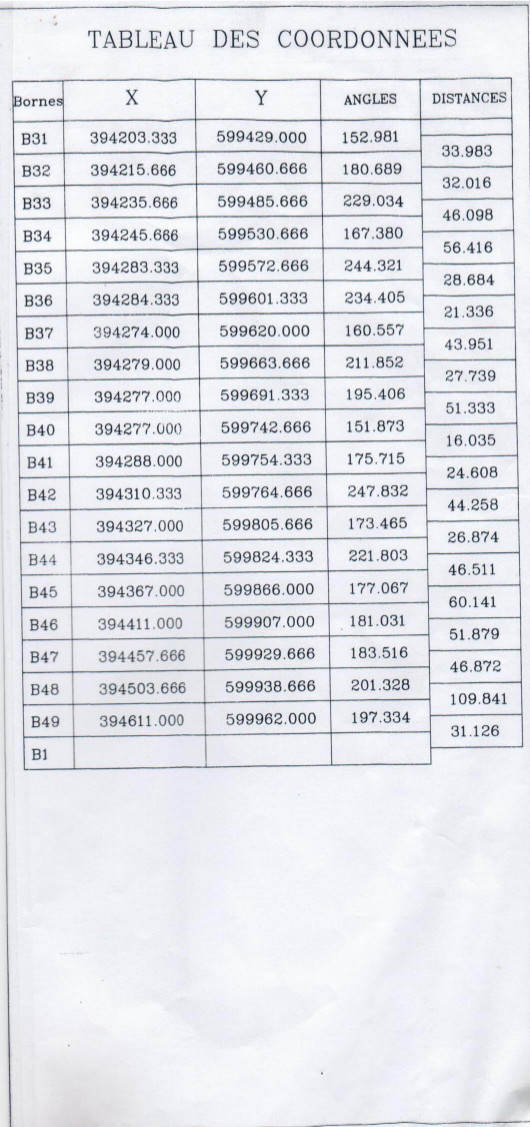 TABLEAU DES COORDONNEES
Bornes X Y ANGLES DISTANCES
B31 394203.333 599429.000 152.981
33.983
B32 394215.666 599460.666 180.689
32.016
B33 394235.666 599485.666 229.034
46.098
B34 394245.666 599530.666 167.380
56.416
B35 394283.333 599572.666 244.321
28.684
B36 394284.333 599601.333 234.405
21.336
B37 394274.000 599620.000 160.557
43.951
B38 394279.000 599663.666 211.852
27.739
B39 394277.000 599691.333 195.406
51.333
B40 394277.000 599742.666 151.873
16.035
B41 394288.000 599754.333 175.715
24.608
B42 394310.333 599764.666 247.832
44.258
B43 394327.000 599805.666 173.465
26.874
B44 394346.333 599824.333 221.803
46.511
B45 394367.000 599866.000 177.067
60.141
B46 394411.000 599907.000 181.031
51.879
B47 394457.666 599929.666 183.516
46.872
B48 394503.666 599938.666 201.328
109.841
B49 394611.000 599962.000 197.334
31.126
B1